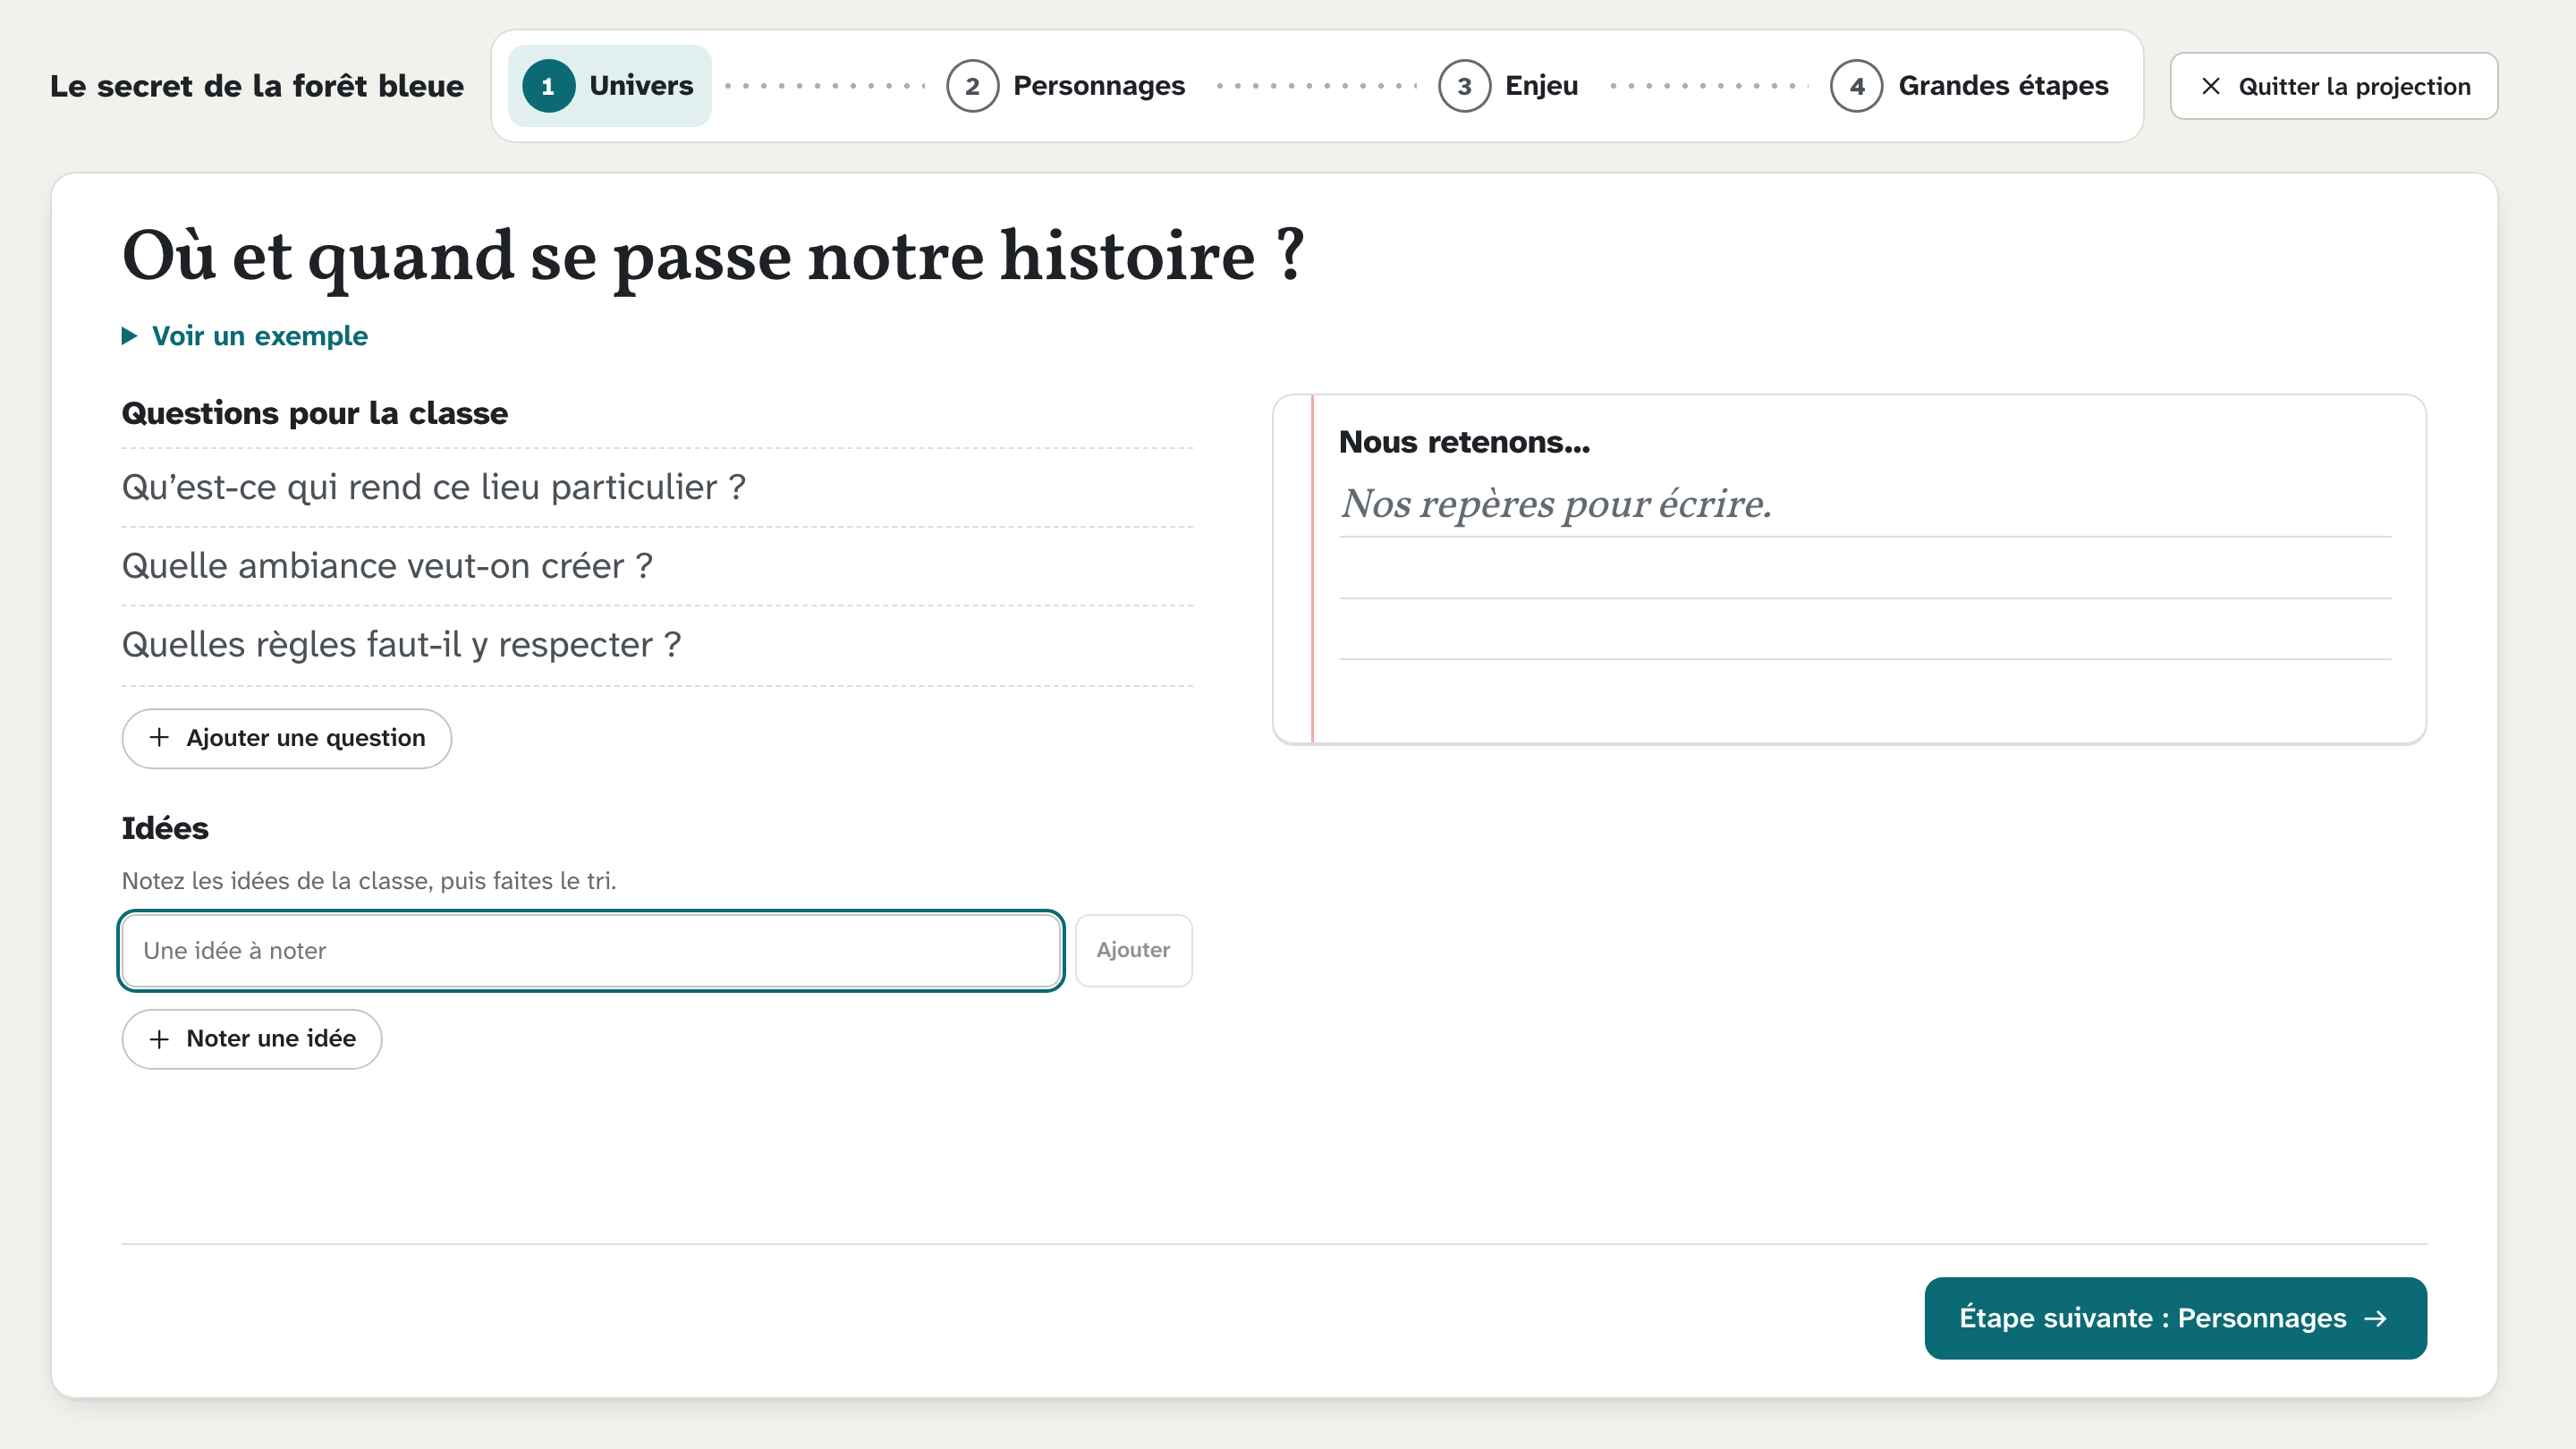 Le secret de la forêt bleue
1 Univers
2 Personnages
3 Enjeu
4 Grandes étapes
Quitter la projection
Où et quand se passe notre histoire ?
Voir un exemple
Questions pour la classe
Qu’est-ce qui rend ce lieu particulier ?
Quelle ambiance veut-on créer ?
Quelles règles faut-il y respecter ?
+ Ajouter une question
Idées
Notez les idées de la classe, puis faites le tri.
Une idée à noter
Ajouter
+ Noter une idée
Nous retenons…
Nos repères pour écrire.
Étape suivante : Personnages →